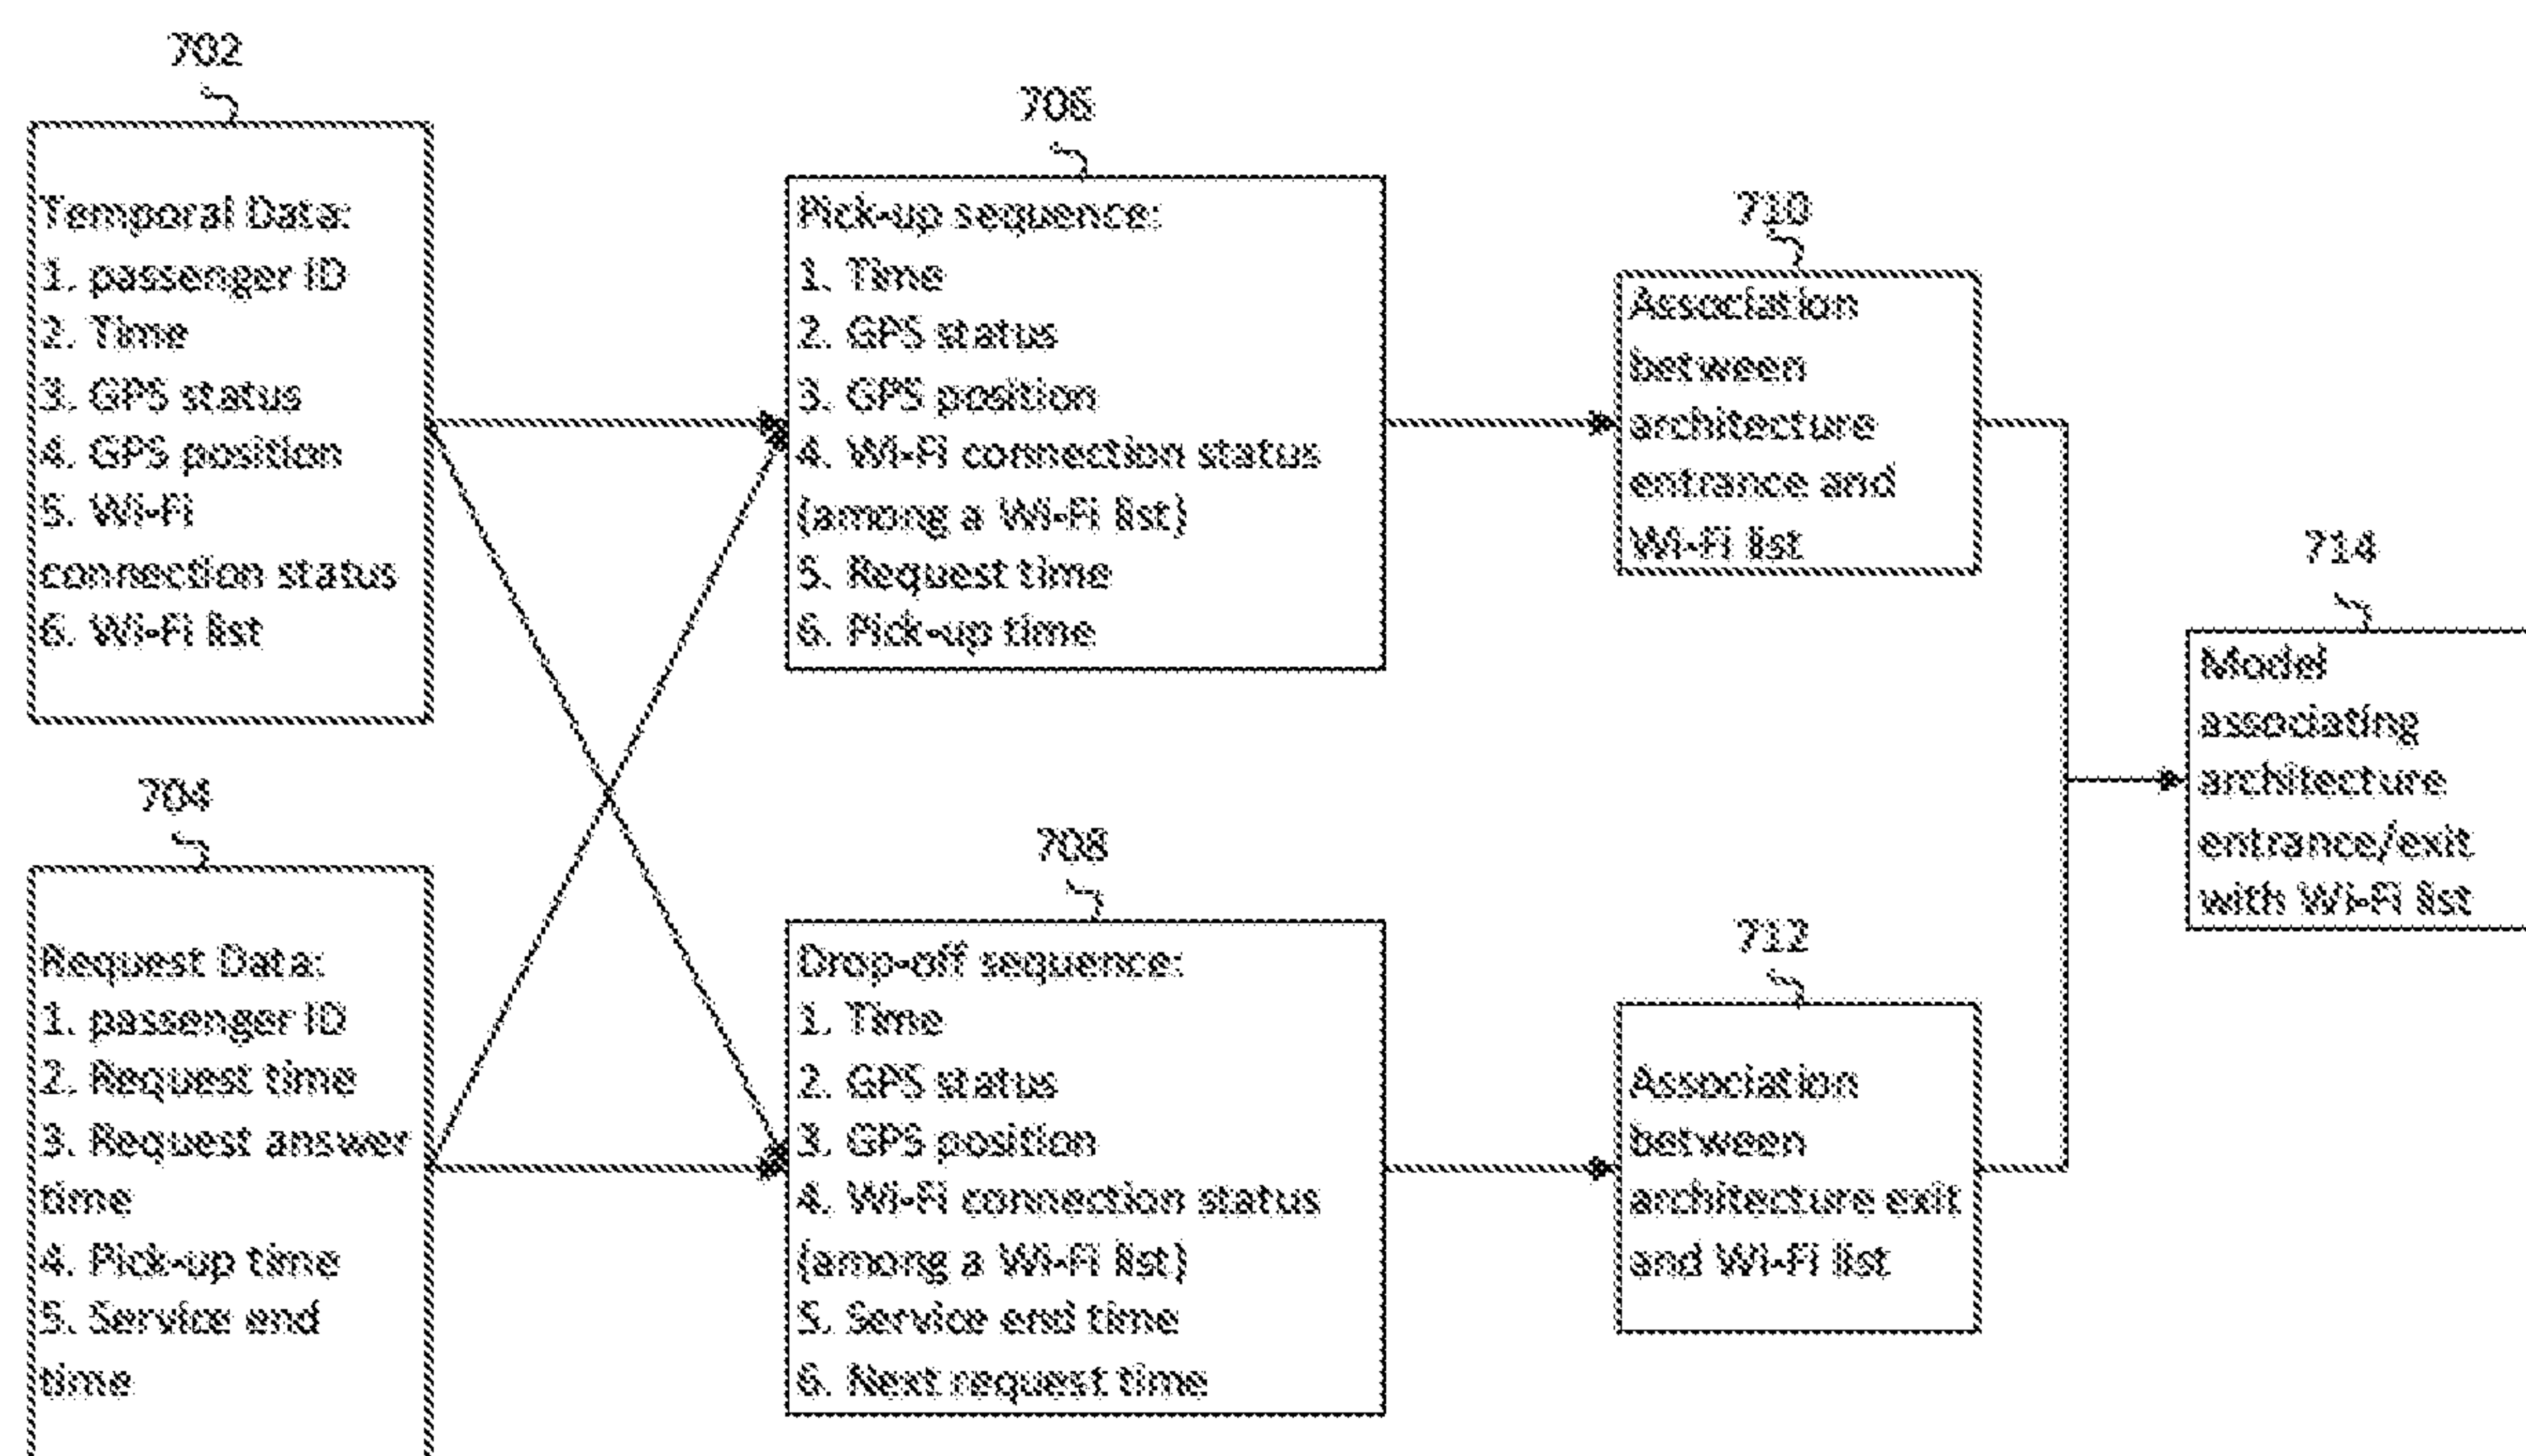 702
Temporal Data:
1. passenger ID
2. Time
3. GPS status
4. GPS position
5. Wi-Fi
connection status
6. Wi-Fi list
704
Request Data:
1. passenger ID
2. Request time
3. Request answer
time
4. Pick-up time
5. Service end
time
706
Pick-up sequence:
1. Time
2. GPS status
3. GPS position
4. Wi-Fi connection status
(among a Wi-Fi list)
5. Request time
6. Pick-up time
708
Drop-off sequence:
1. Time
2. GPS status
3. GPS position
4. Wi-Fi connection status
(among a Wi-Fi list)
5. Service end time
6. Next request time
710
Association
between
architecture
entrance and
Wi-Fi list
712
Association
between
architecture exit
and Wi-Fi list
714
Model
associating
architecture
entrance/exit
with Wi-Fi list